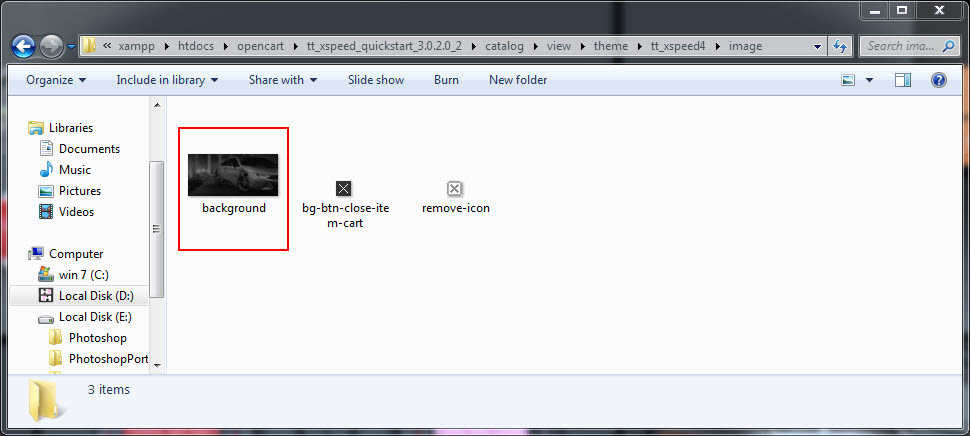 « xampp ▸ htdocs ▸ opencart ▸ tt_xspeed_quickstart_3.0.2.0_2 ▸ catalog ▸ view ▸ theme ▸ tt_xspeed4 ▸ image
Search ima...
Organize Include in library Share with Slide show Burn New folder
Libraries
Documents
Music
Pictures
Videos
Computer
win 7 (C:)
Local Disk (D:)
Local Disk (E:)
Photoshop
PhotoshopPort
background
bg-btn-close-ite
m-cart
remove-icon
3 items